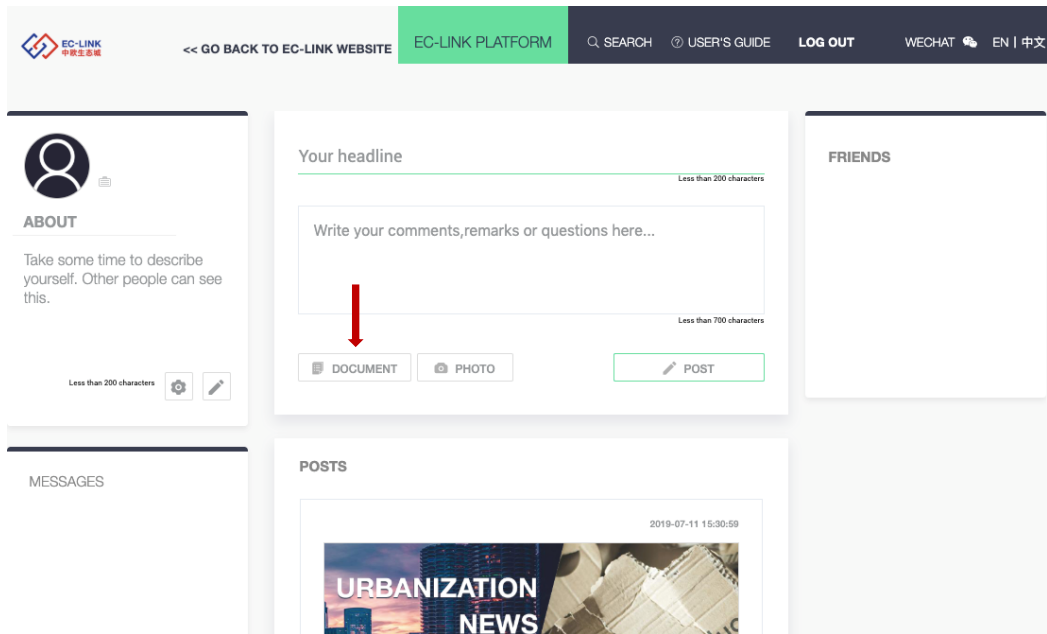 EC-LINK
中欧生态城
<< GO BACK TO EC-LINK WEBSITE
EC-LINK PLATFORM
SEARCH
USER'S GUIDE
LOG OUT
WECHAT
EN | 中文
ABOUT
Take some time to describe
yourself. Other people can see
this.
Less than 200 characters
MESSAGES
Your headline
Less than 200 characters
Write your comments,remarks or questions here...
Less than 700 characters
DOCUMENT
PHOTO
POST
POSTS
2019-07-11 15:30:59
URBANIZATION
NEWS
FRIENDS